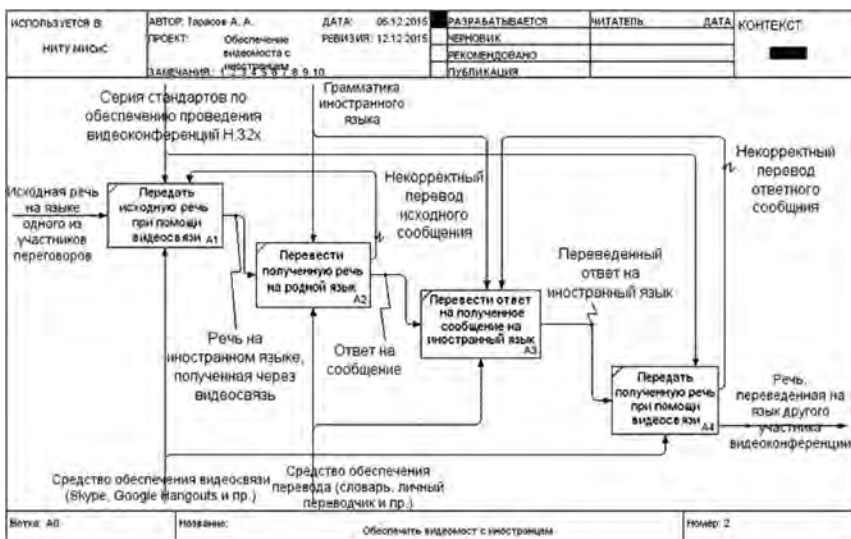 ИСПОЛЬЗУЕТСЯ В:
НИТУ МИСиС
АВТОР: Тарасов А. А.
ДАТА: 06.12.2015
ПРОЕКТ: Обеспечение
видеомоста с
иностранцем
РЕВИЗИЯ: 12.12.2015
ЗАМЕЧАНИЯ: 1 2 3 4 5 6 7 8 9 10
РАЗРАБАТЫВАЕТСЯ
ЧЕРНОВИК
РЕКОМЕНДОВАНО
ПУБЛИКАЦИЯ
ЧИТАТЕЛЬ
ДАТА
КОНТЕКСТ:
Серия стандартов по
обеспечению проведения
видеоконференций Н.32х
Грамматика
иностранного
языка
Исходная речь
на языке
одного из
участников
переговоров
Передать
исходную речь
при помощи
видеосвязи
A1
Некорректный
перевод
исходного
сообщения
Некорректный
перевод
ответного
сообщния
Перевести
полученную речь
на родной язык
A2
Переведенный
ответ на
иностранный язык
Перевести ответ
на полученное
сообщение на
иностранный язык
A3
Речь на
иностранном языке,
полученная через
видеосвязь
Ответ на
сообщение
Передать
полученную речь
при помощи
видеосвязи
A4
Речь,
переведенная на
язык другого
участника
видеоконференции
Средство обеспечения видеосвязи
(Skype, Google Hangouts и пр.)
Средство обеспечения
перевода (словарь, личный
переводчик и пр.)
Ветка: A0
Название:
Обеспечить видеомост с иностранцем
Номер: 2